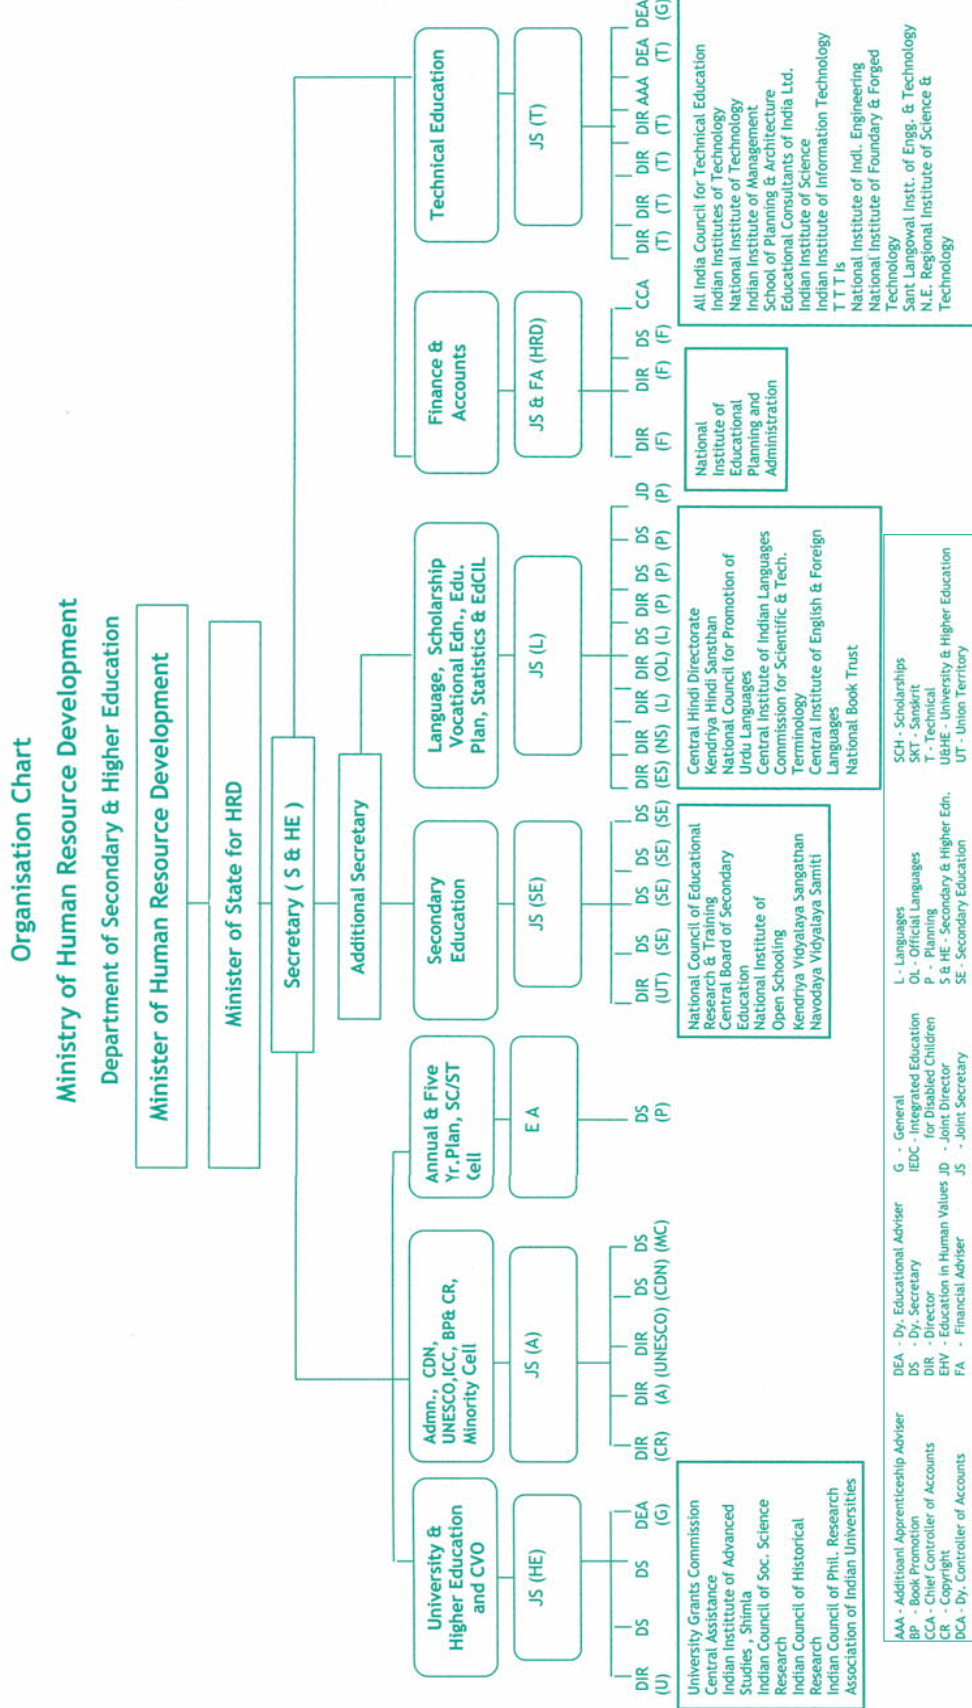 Organisation Chart
Ministry of Human Resource Development
Department of Secondary & Higher Education
Minister of Human Resource Development
Minister of State for HRD
Secretary ( S & HE )
Additional Secretary
University &
Higher Education
and CVO
Admn., CDN,
UNESCO,ICC, BP& CR,
Minority Cell
Annual & Five
Yr.Plan, SC/ST
Cell
Secondary
Education
Language, Scholarship
Vocational Edn., Edu.
Plan, Statistics & EdCIL
Finance &
Accounts
Technical Education
JS (HE)
JS (A)
E A
JS (SE)
JS (L)
JS & FA (HRD)
JS (T)
DIR DS DS DEA
(U) (G)
DIR DIR DIR DS DS
(CR) (A) (UNESCO) (CDN) (MC)
DS
(P)
DIR DS DS DS DS
(UT) (SE) (SE) (SE) (SE)
DIR DIR DIR DIR DS DIR DS DS JD
(ES) (NS) (L) (OL) (L) (P) (P) (P) (P)
DIR DIR DS CCA
(F) (F) (F)
DIR DIR DIR DIR AAA DEA DEA
(T) (T) (T) (T) (T) (G)
University Grants Commission
Central Assistance
Indian Institute of Advanced
Studies , Shimla
Indian Council of Soc. Science
Research
Indian Council of Historical
Research
Indian Council of Phil. Research
Association of Indian Universities
National Council of Educational
Research & Training
Central Board of Secondary
Education
National Institute of
Open Schooling
Kendriya Vidyalaya Sangathan
Navodaya Vidyalaya Samiti
Central Hindi Directorate
Kendriya Hindi Sansthan
National Council for Promotion of
Urdu Languages
Central Institute of Indian Languages
Commission for Scientific & Tech.
Terminology
Central Institute of English & Foreign
Languages
National Book Trust
National
Institute of
Educational
Planning and
Administration
All India Council for Technical Education
Indian Institutes of Technology
National Institute of Technology
Indian Institute of Management
School of Planning & Architecture
Educational Consultants of India Ltd.
Indian Institute of Science
Indian Institute of Information Technology
T T T Is
National Institute of Indl. Engineering
National Institute of Foundary & Forged
Technology
Sant Langowal Instt. of Engg. & Technology
N.E. Regional Institute of Science &
Technology
AAA - Additioanl Apprenticeship Adviser
BP - Book Promotion
CCA - Chief Controller of Accounts
CR - Copyright
DCA - Dy. Controller of Accounts
DEA - Dy. Educational Adviser
DS - Dy. Secretary
DIR - Director
EHV - Education in Human Values
FA - Financial Adviser
G - General
IEDC - Integrated Education
for Disabled Children
JD - Joint Director
JS - Joint Secretary
L - Languages
OL - Official Languages
P - Planning
S & HE - Secondary & Higher Edn.
SE - Secondary Education
SCH - Scholarships
SKT - Sanskrit
T - Technical
U&HE - University & Higher Education
UT - Union Territory